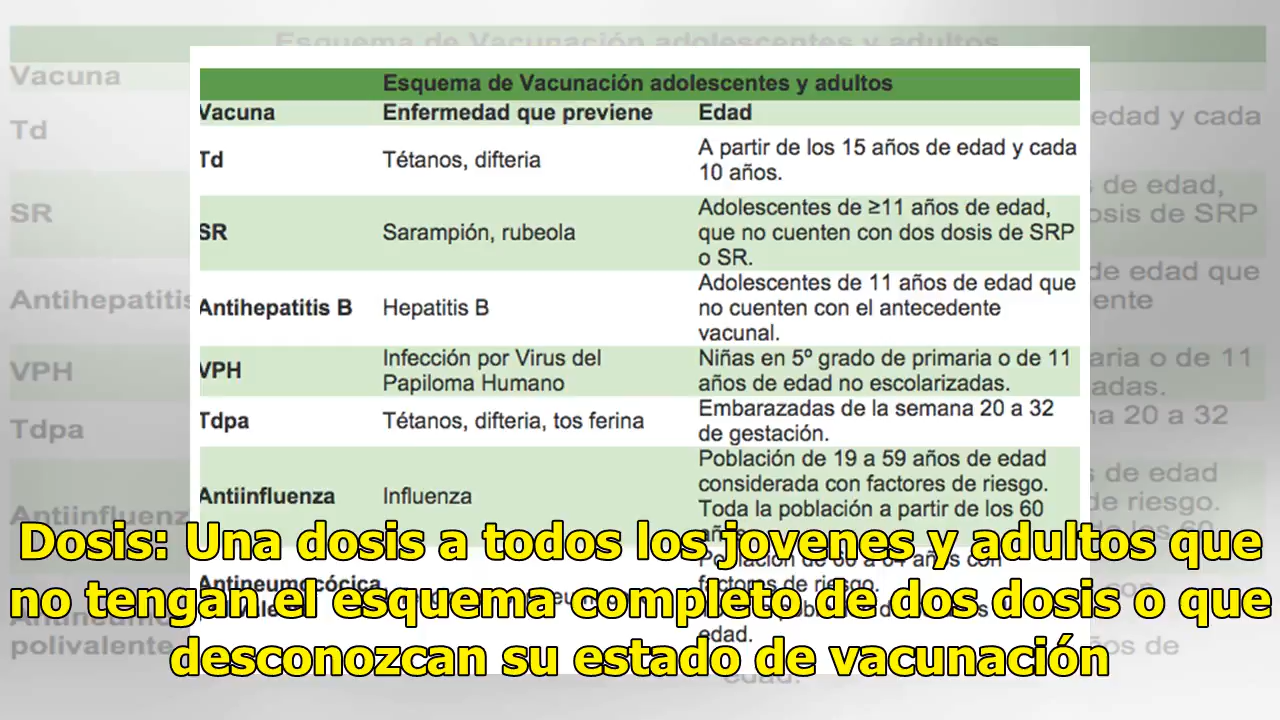 Esquema de Vacunación adolescentes y adultos
Vacuna Enfermedad que previene Edad
Td Tétanos, difteria A partir de los 15 años de edad y cada
10 años.
SR Sarampión, rubeola Adolescentes de ≥11 años de edad,
que no cuenten con dos dosis de SRP
o SR.
Antihepatitis B Hepatitis B Adolescentes de 11 años de edad que
no cuenten con el antecedente
vacunal.
VPH Infección por Virus del
Papiloma Humano
Niñas en 5º grado de primaria o de 11
años de edad no escolarizadas.
Tdpa Tétanos, difteria, tos ferina Embarazadas de la semana 20 a 32
de gestación.
Antiinfluenza Influenza Población de 19 a 59 años de edad
considerada con factores de riesgo.
Toda la población a partir de los 60
Antineumocócica
factores de riesgo.
edad.
Dosis: Una dosis a todos los jovenes y adultos que
no tengan el esquema completo de dos dosis o que
desconozcan su estado de vacunación